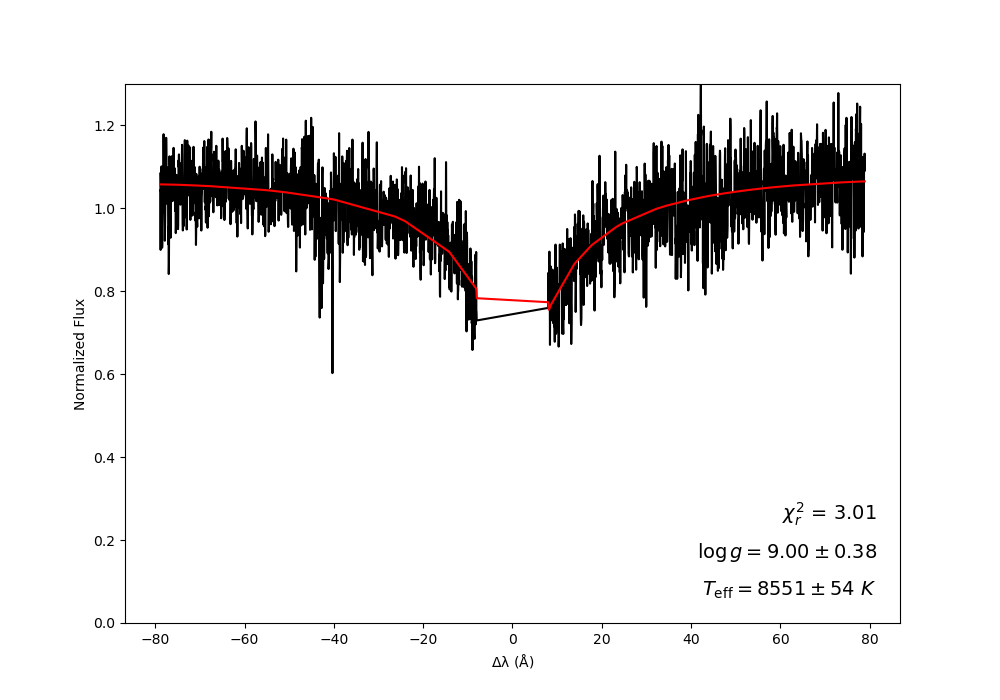 1.2
1.0
0.8
0.6
0.4
0.2
0.0
Normalized Flux
χ²ᵣ = 3.01
log g = 9.00 ± 0.38
T_eff = 8551 ± 54 K
−80 −60 −40 −20 0 20 40 60 80
Δλ (Å)